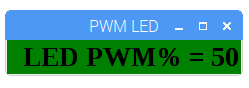 PWM LED
LED PWM% = 50